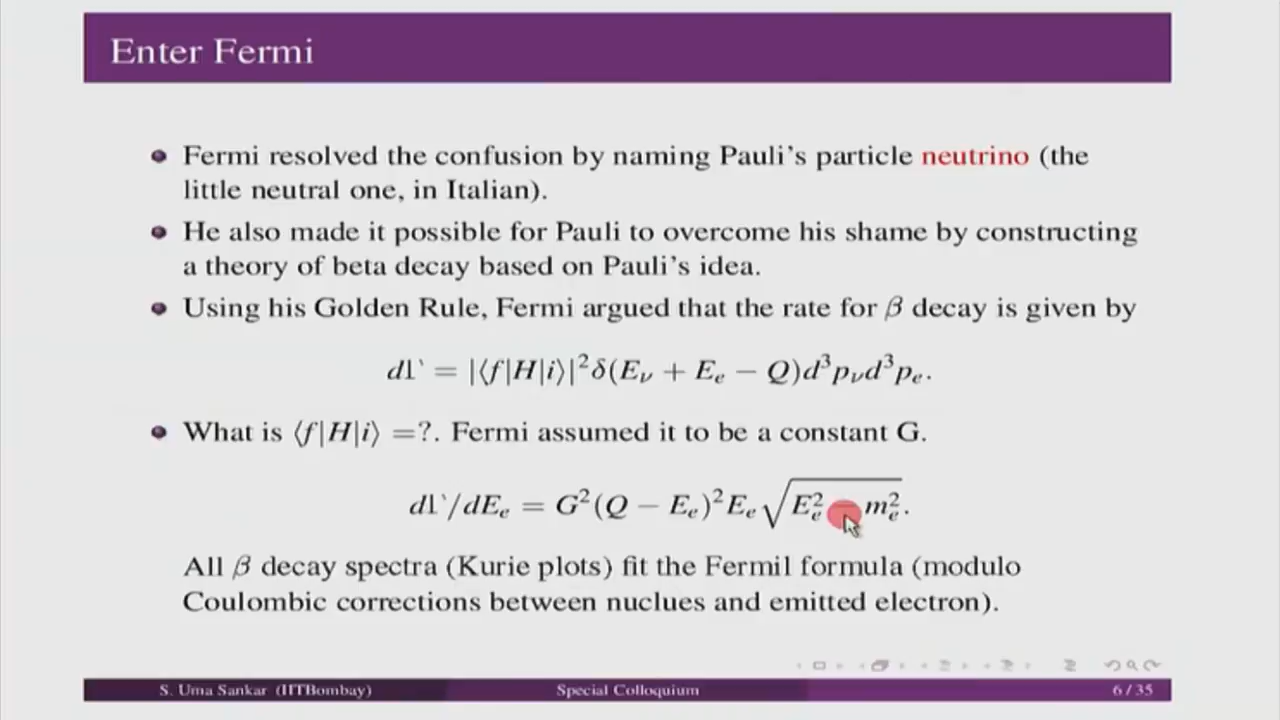 Enter Fermi
Fermi resolved the confusion by naming Pauli's particle neutrino (the
little neutral one, in Italian).
He also made it possible for Pauli to overcome his shame by constructing
a theory of beta decay based on Pauli's idea.
Using his Golden Rule, Fermi argued that the rate for β decay is given by
dΓ = |⟨f|H|i⟩|²δ(E_ν + E_e − Q)d³p_νd³p_e.
What is ⟨f|H|i⟩ =?. Fermi assumed it to be a constant G.
dΓ/dE_e = G²(Q − E_e)²E_e√(E_e² − m_e²).
All β decay spectra (Kurie plots) fit the Fermil formula (modulo
Coulombic corrections between nuclues and emitted electron).
S. Uma Sankar (IITBombay) Special Colloquium 6 / 35